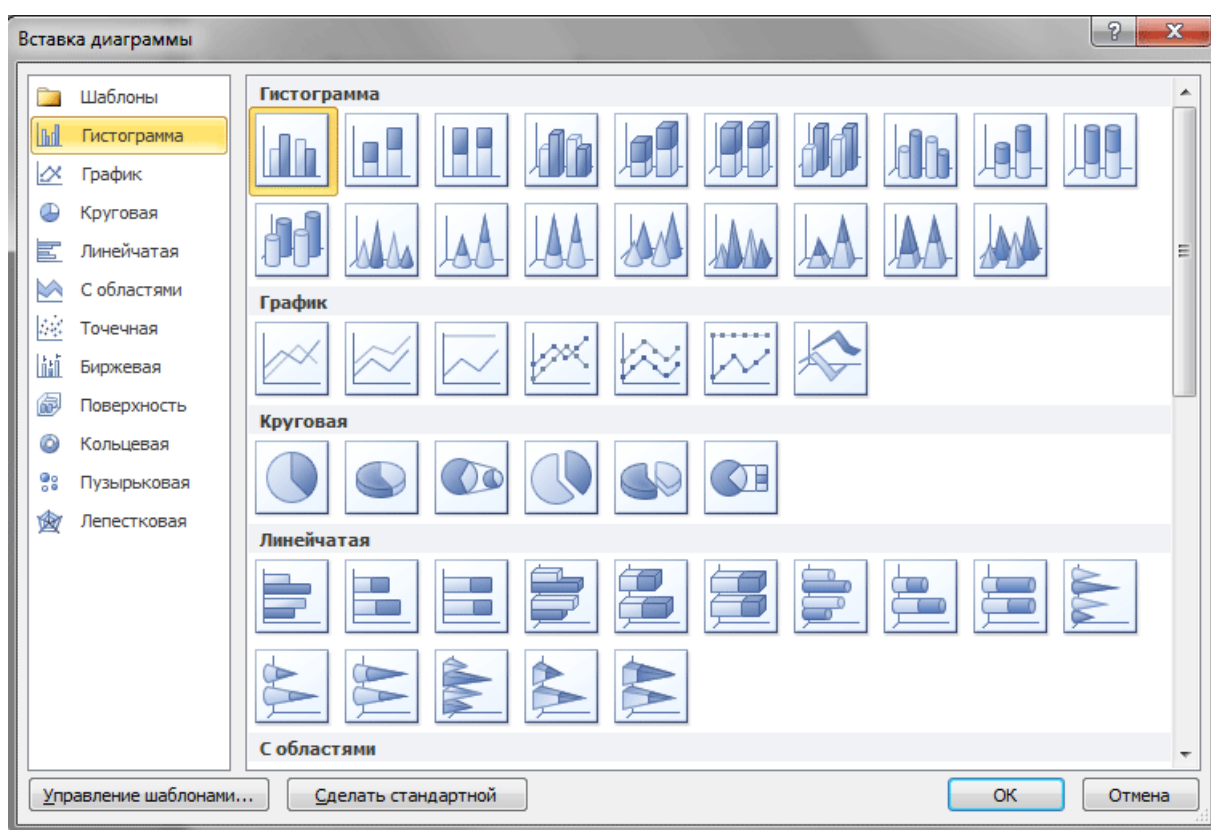 Вставка диаграммы
Шаблоны
Гистограмма
График
Круговая
Линейчатая
С областями
Точечная
Биржевая
Поверхность
Кольцевая
Пузырьковая
Лепестковая
Гистограмма
График
Круговая
Линейчатая
С областями
Управление шаблонами...
Сделать стандартной
ОК
Отмена